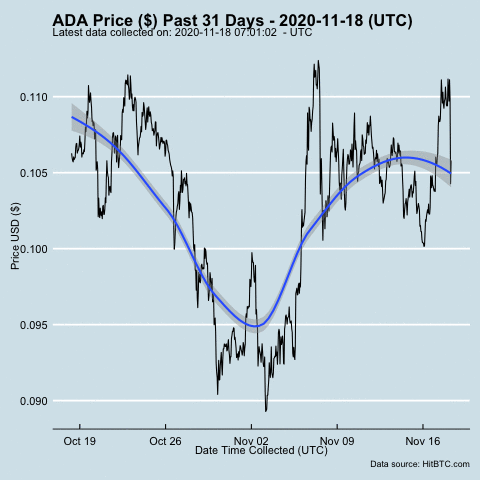 ADA Price ($) Past 31 Days - 2020-11-18 (UTC)
Latest data collected on: 2020-11-18 07:01:02 - UTC
Price USD ($)
0.110
0.105
0.100
0.095
0.090
Oct 19
Oct 26
Nov 02
Nov 09
Nov 16
Date Time Collected (UTC)
Data source: HitBTC.com